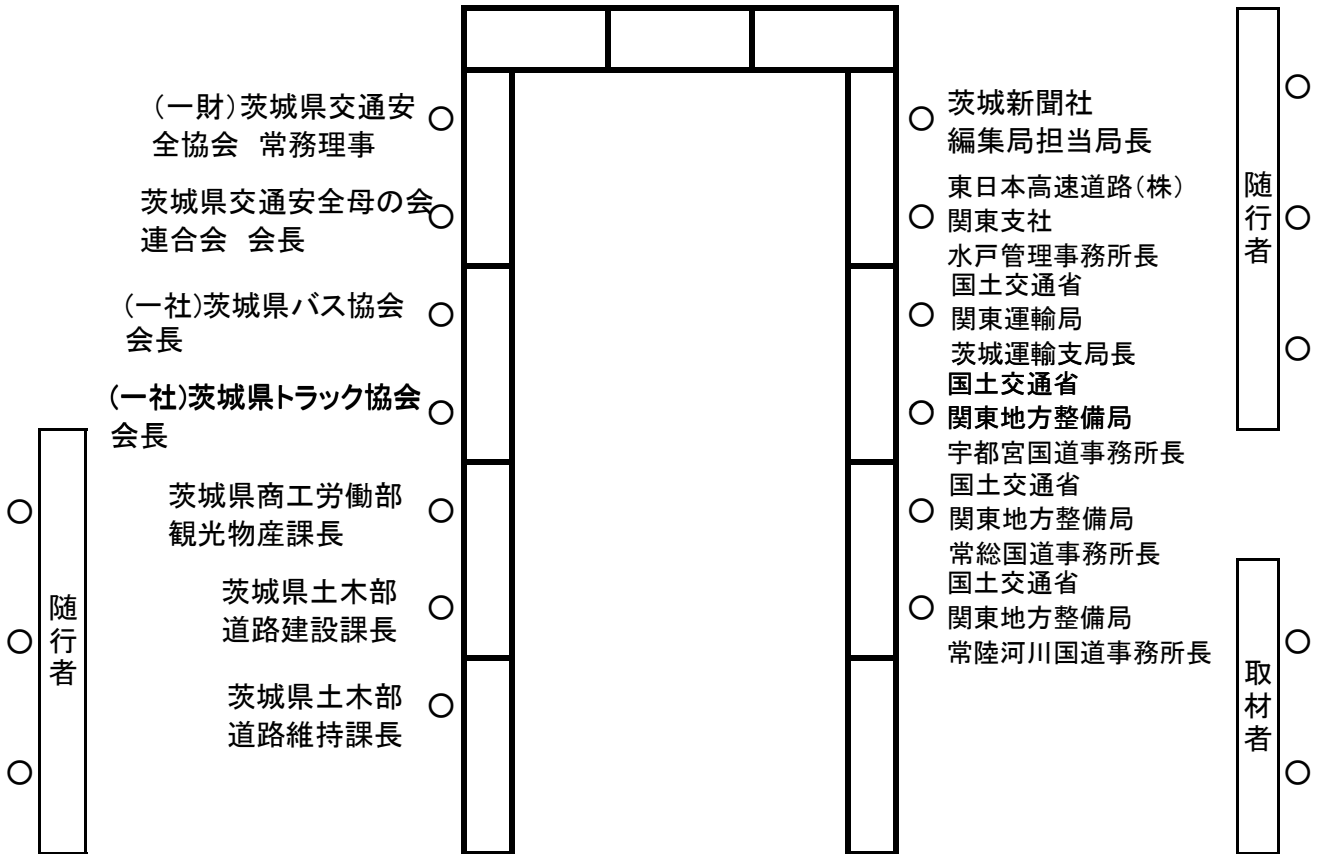 (一財)茨城県交通安
全協会 常務理事
茨城県交通安全母の会
連合会 会長
(一社)茨城県バス協会
会長
(一社)茨城県トラック協会
会長
茨城県商工労働部
観光物産課長
茨城県土木部
道路建設課長
茨城県土木部
道路維持課長
随行者
茨城新聞社
編集局担当局長
東日本高速道路(株)
関東支社
水戸管理事務所長
国土交通省
関東運輸局
茨城運輸支局長
国土交通省
関東地方整備局
宇都宮国道事務所長
国土交通省
関東地方整備局
常総国道事務所長
国土交通省
関東地方整備局
常陸河川国道事務所長
随行者
取材者